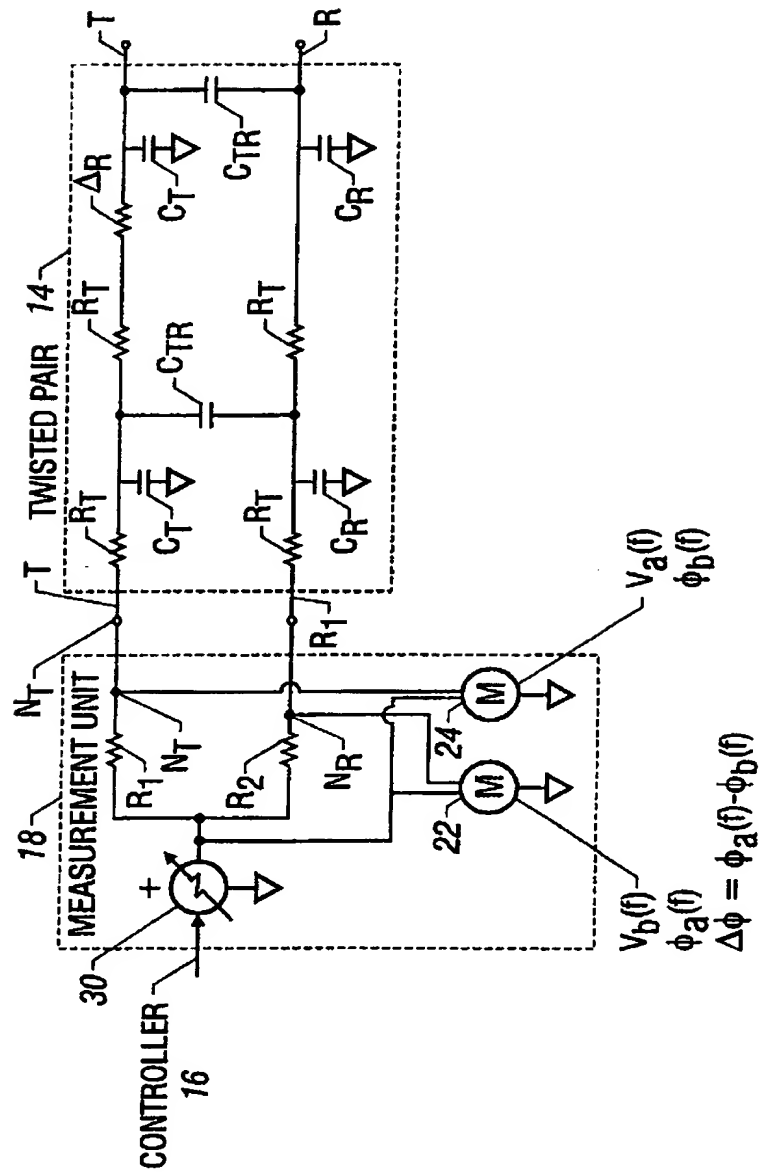 TWISTED PAIR
14
T
R_T
R_T
Δ_R
T
C_T
C_TR
C_T
C_TR
R_T
R_T
R
C_R
C_R
R_1
N_T
18
MEASUREMENT UNIT
R_1
N_T
R_2
N_R
30
+
CONTROLLER
16
22
M
24
M
V_b(f)
ϕ_a(f)
Δϕ = ϕ_a(f)-ϕ_b(f)
V_a(f)
ϕ_b(f)